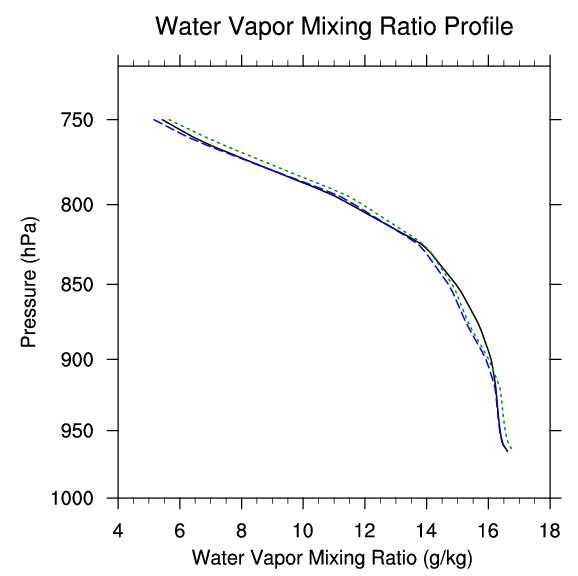 Water Vapor Mixing Ratio Profile
750
800
850
900
950
1000
Pressure (hPa)
4 6 8 10 12 14 16 18
Water Vapor Mixing Ratio (g/kg)